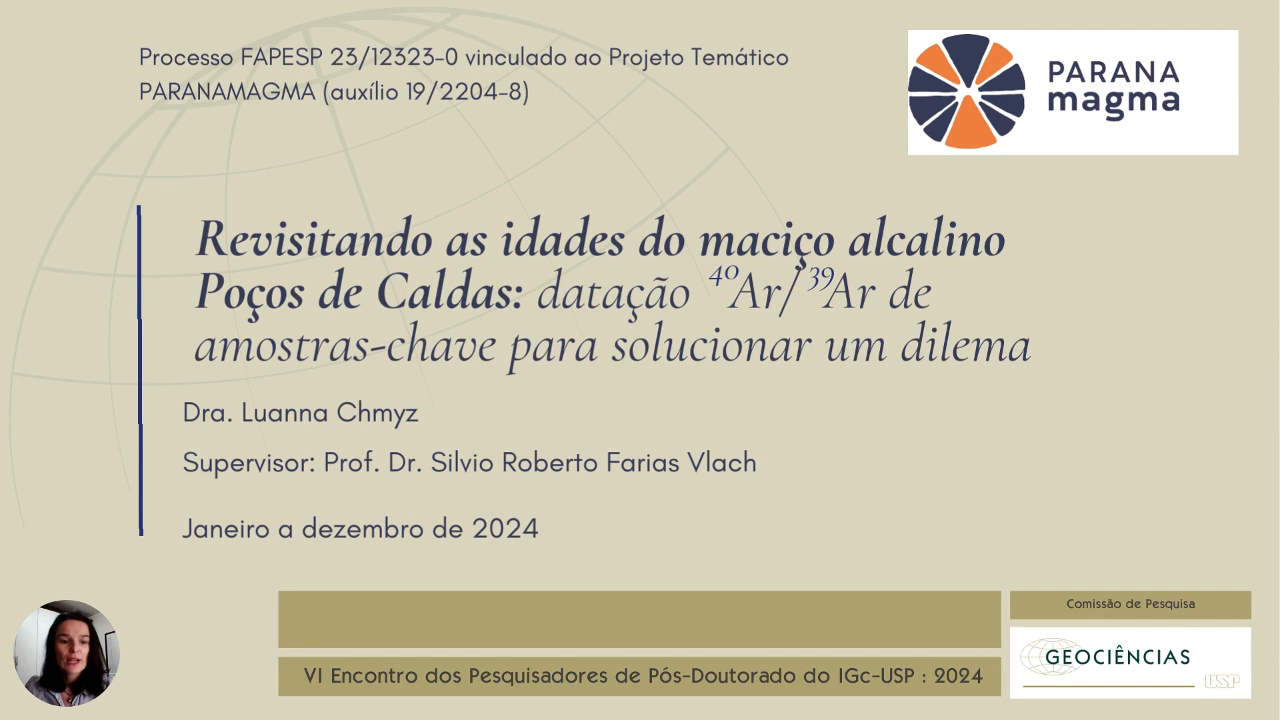 Processo FAPESP 23/12323-0 vinculado ao Projeto Temático
PARANAMAGMA (auxílio 19/2204-8)
PARANA
magma
Revisitando as idades do maciço alcalino
Poços de Caldas: datação ⁴⁰Ar/³⁹Ar de
amostras-chave para solucionar um dilema
Dra. Luanna Chmyz
Supervisor: Prof. Dr. Silvio Roberto Farias Vlach
Janeiro a dezembro de 2024
Comissão de Pesquisa
GEOCIÊNCIAS
USP
VI Encontro dos Pesquisadores de Pós-Doutorado do IGc-USP : 2024